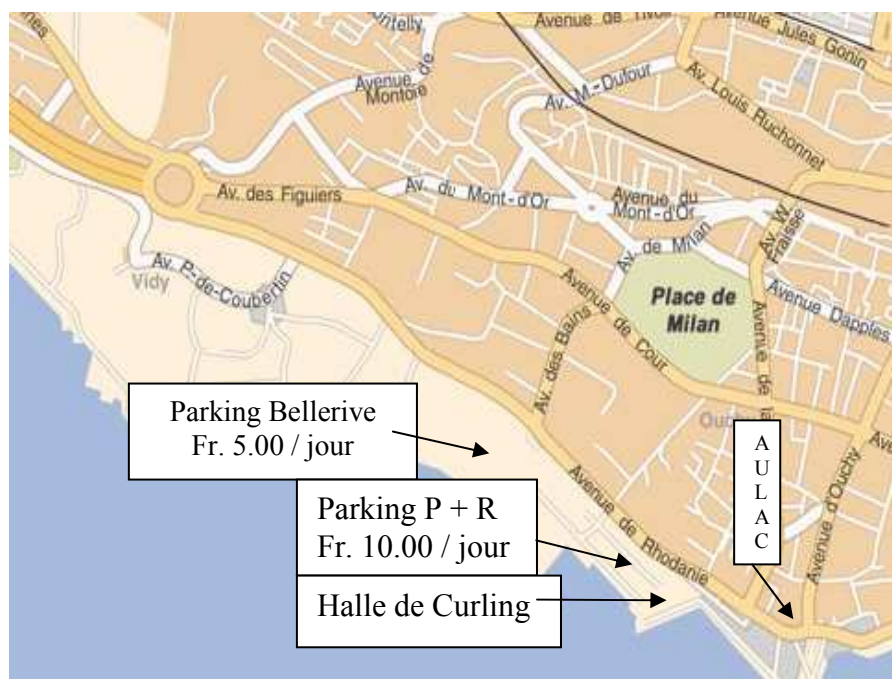 Montelly
Avenue de Tivoli
Avenue Jules Gonin
Avenue de
Montoie
Av. M.-Dufour
Av. Louis Ruchonnet
Av. des Figuiers
Av. du Mont-d'Or
Avenue du
Mont-d'Or
Av. W.
Fraisse
Av. de Milan
Av. P-de-Coubertin
Vidy
Place de
Milan
Avenue Dapples
Avenue de Cour
Av. des Bains
Avenue de la
Parking Bellerive
Fr. 5.00 / jour
AULAC
Avenue d'Ouchy
Parking P + R
Fr. 10.00 / jour
Avenue de Rhodanie
Halle de Curling